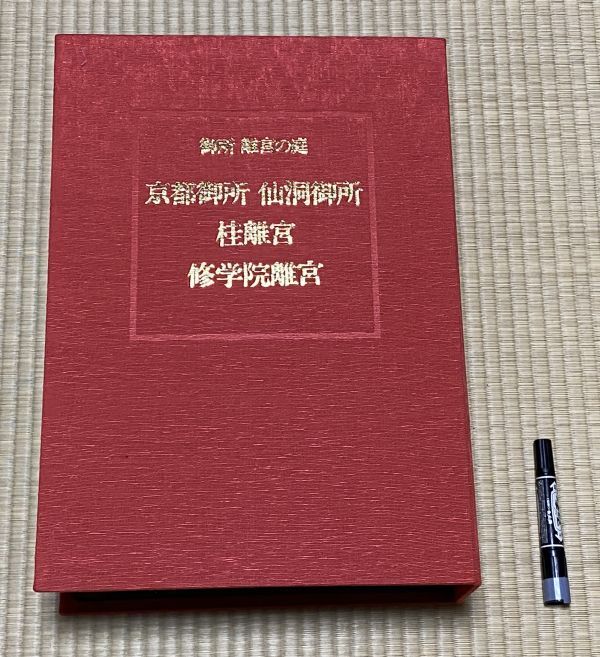 御所 離宮の庭
京都御所 仙洞御所
桂離宮
修学院離宮